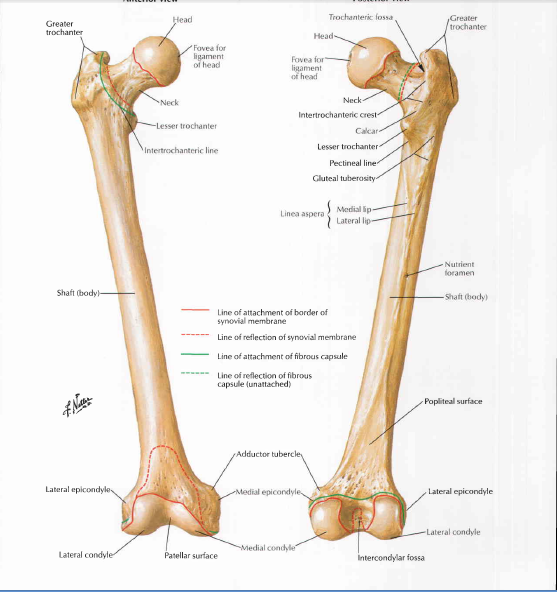 Anterior View
Posterior View
Greater
trochanter
Head
Fovea for
ligament
of head
Neck
Lesser trochanter
Intertrochanteric line
Shaft (body)
Trochanteric fossa
Greater
trochanter
Head
Fovea for
ligament
of head
Neck
Intertrochanteric crest
Calcar
Lesser trochanter
Pectineal line
Gluteal tuberosity
Linea aspera
Medial lip
Lateral lip
Nutrient
foramen
Shaft (body)
Line of attachment of border of
synovial membrane
Line of reflection of synovial membrane
Line of attachment of fibrous capsule
Line of reflection of fibrous
capsule (unattached)
Popliteal surface
Adductor tubercle
Lateral epicondyle
Medial epicondyle
Lateral epicondyle
Lateral condyle
Patellar surface
Medial condyle
Lateral condyle
Intercondylar fossa